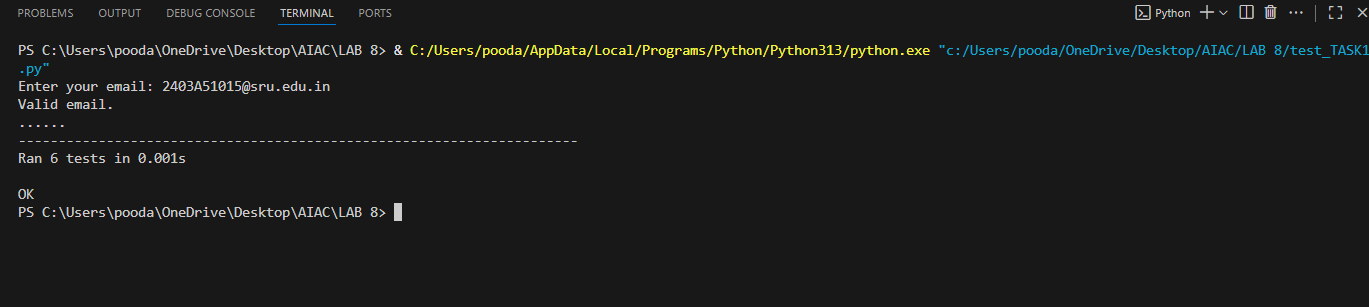 PROBLEMS OUTPUT DEBUG CONSOLE TERMINAL PORTS Python
PS C:\Users\pooda\OneDrive\Desktop\AIAC\LAB 8> & C:/Users/pooda/AppData/Local/Programs/Python/Python313/python.exe "c:/Users/pooda/OneDrive/Desktop/AIAC/LAB 8/test_TASK1
.py"
Enter your email: 2403A51015@sru.edu.in
Valid email.
......
----------------------------------------------------------------------
Ran 6 tests in 0.001s
OK
PS C:\Users\pooda\OneDrive\Desktop\AIAC\LAB 8>